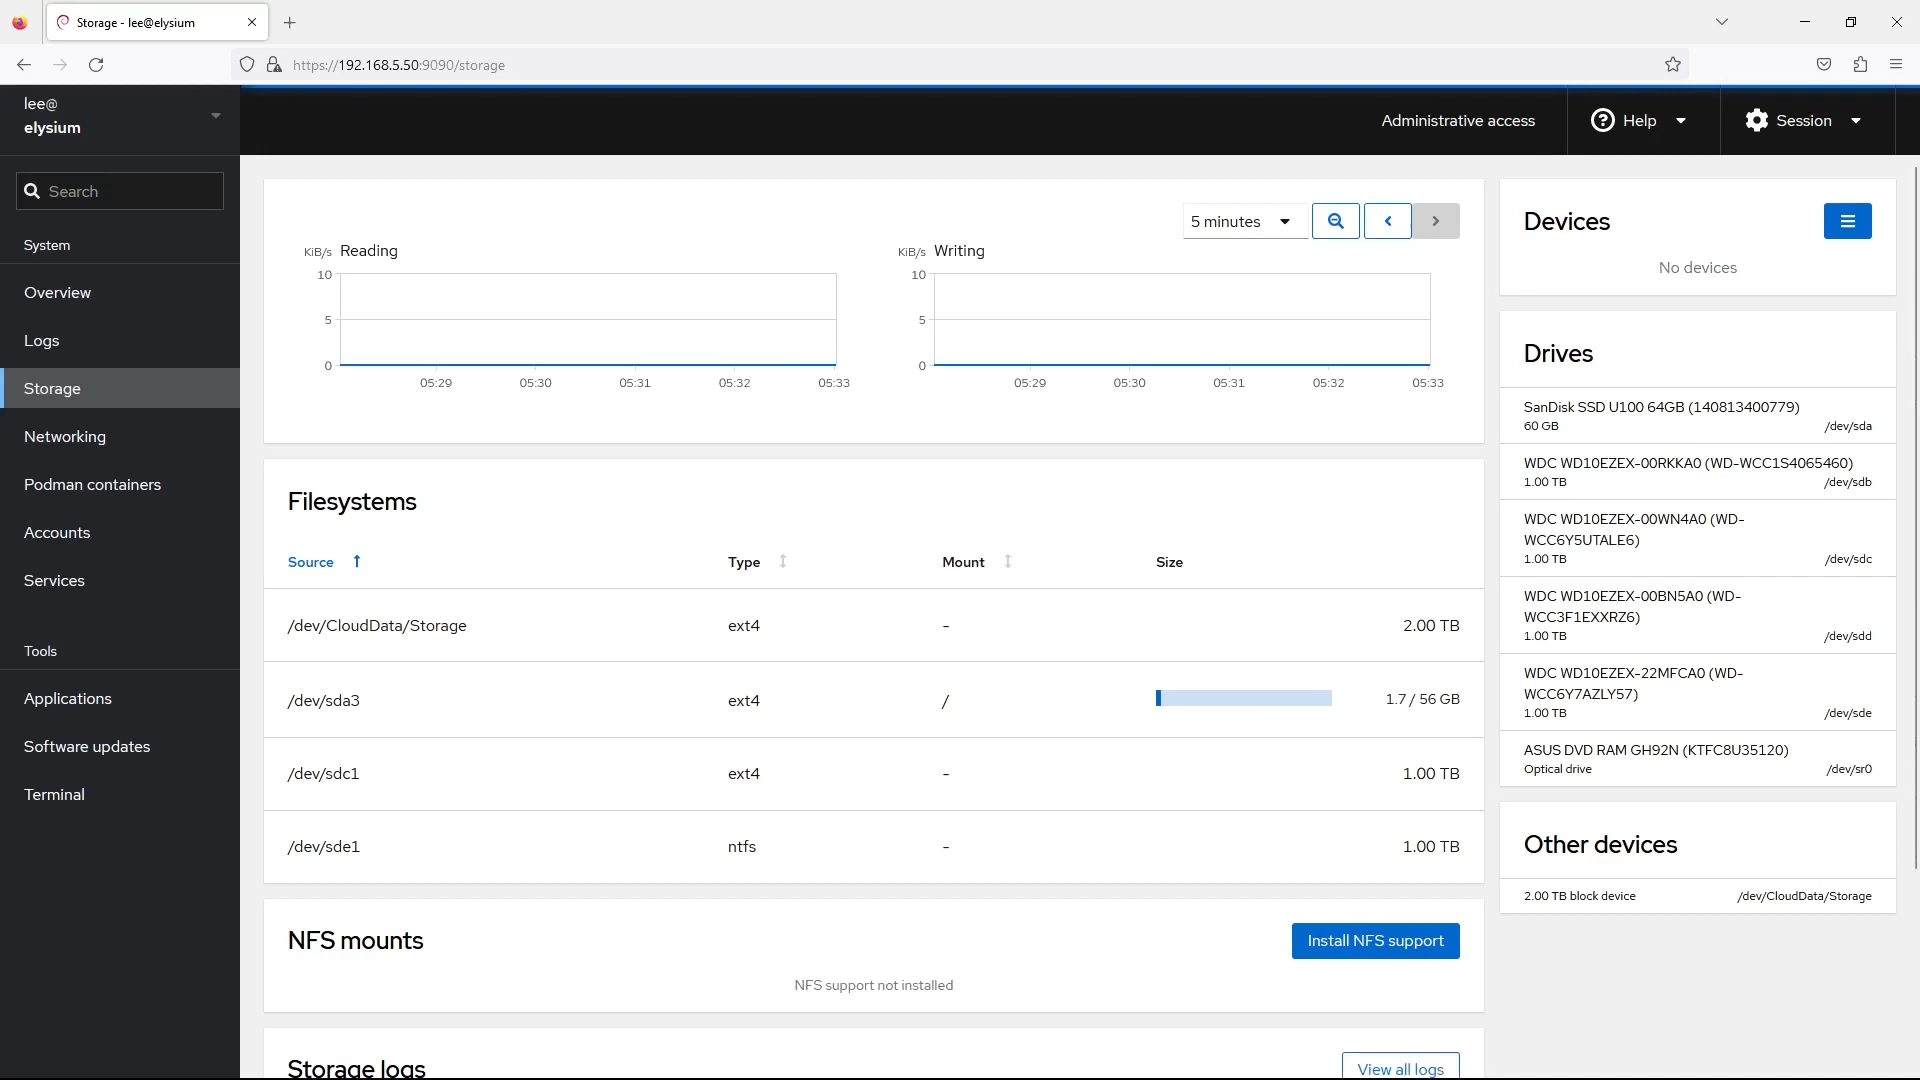 Storage - lee@elysium
https://192.168.5.50:9090/storage
lee@
elysium
Administrative access
Help
Session
Search
System
Overview
Logs
Storage
Networking
Podman containers
Accounts
Services
Tools
Applications
Software updates
Terminal
5 minutes
KiB/s Reading
10
5
0
05:29 05:30 05:31 05:32 05:33
KiB/s Writing
10
5
0
05:29 05:30 05:31 05:32 05:33
Filesystems
Source Type Mount Size
/dev/CloudData/Storage ext4 - 2.00 TB
/dev/sda3 ext4 / 1.7 / 56 GB
/dev/sdc1 ext4 - 1.00 TB
/dev/sde1 ntfs - 1.00 TB
NFS mounts
Install NFS support
NFS support not installed
Storage logs
View all logs
Devices
No devices
Drives
SanDisk SSD U100 64GB (140813400779)
60 GB /dev/sda
WDC WD10EZEX-00RKKA0 (WD-WCC1S4065460)
1.00 TB /dev/sdb
WDC WD10EZEX-00WN4A0 (WD-
WCC6Y5UTALE6)
1.00 TB /dev/sdc
WDC WD10EZEX-00BN5A0 (WD-
WCC3F1EXXRZ6)
1.00 TB /dev/sdd
WDC WD10EZEX-22MFCA0 (WD-
WCC6Y7AZLY57)
1.00 TB /dev/sde
ASUS DVD RAM GH92N (KTFC8U35120)
Optical drive /dev/sr0
Other devices
2.00 TB block device /dev/CloudData/Storage